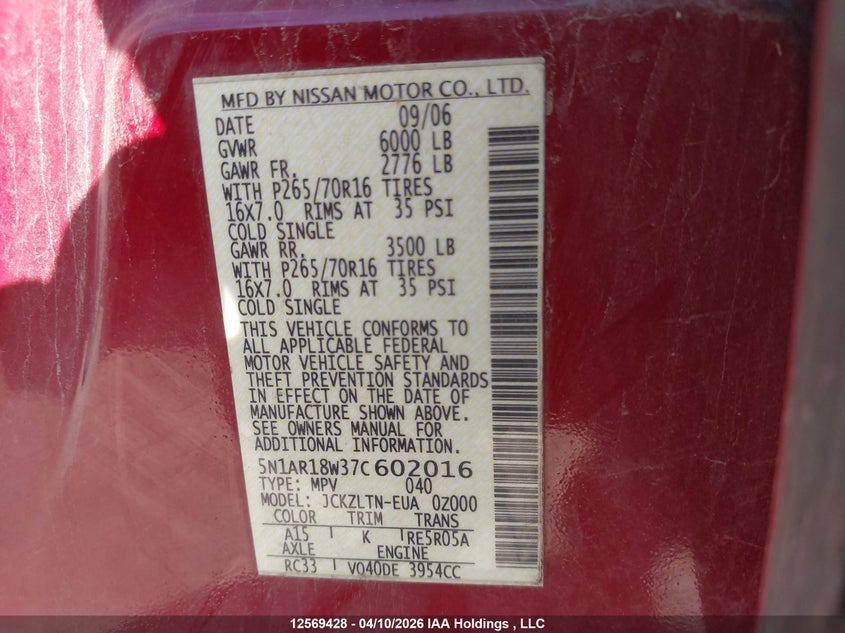 MFD BY NISSAN MOTOR CO., LTD.
DATE 09/06
GVWR 6000 LB
GAWR FR. 2776 LB
WITH P265/70R16 TIRES
16X7.0 RIMS AT 35 PSI
COLD SINGLE
GAWR RR. 3500 LB
WITH P265/70R16 TIRES
16X7.0 RIMS AT 35 PSI
COLD SINGLE
THIS VEHICLE CONFORMS TO
ALL APPLICABLE FEDERAL
MOTOR VEHICLE SAFETY AND
THEFT PREVENTION STANDARDS
IN EFFECT ON THE DATE OF
MANUFACTURE SHOWN ABOVE.
SEE OWNERS MANUAL FOR
ADDITIONAL INFORMATION.
5N1AR18W37C602016
TYPE: MPV 040
MODEL: JCKZLTN-EUA 0Z000
COLOR TRIM TRANS
A15 K RE5R05A
AXLE ENGINE
RC33 VQ40DE 3954CC
12569428 - 04/10/2026 IAA Holdings , LLC